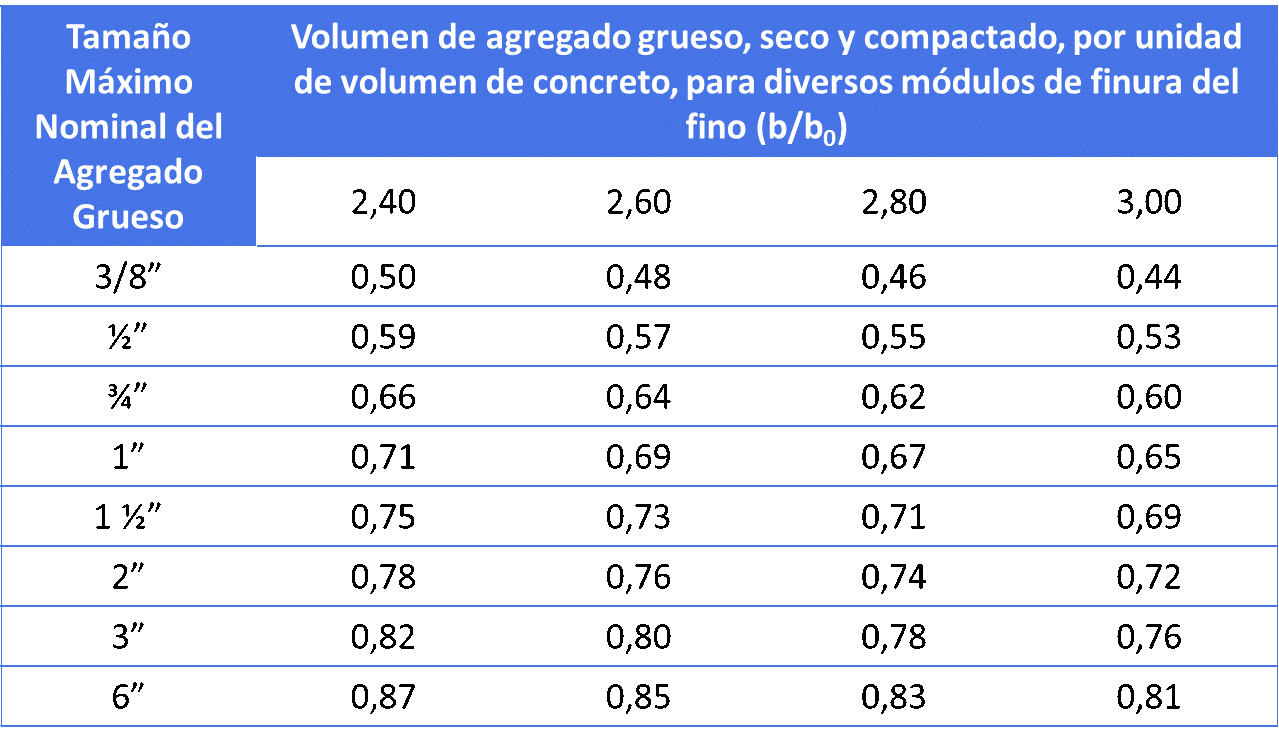 Tamaño
Máximo
Nominal del
Agregado
Grueso
Volumen de agregado grueso, seco y compactado, por unidad
de volumen de concreto, para diversos módulos de finura del
fino (b/b₀)
2,40 2,60 2,80 3,00
3/8” 0,50 0,48 0,46 0,44
½” 0,59 0,57 0,55 0,53
¾” 0,66 0,64 0,62 0,60
1” 0,71 0,69 0,67 0,65
1 ½” 0,75 0,73 0,71 0,69
2” 0,78 0,76 0,74 0,72
3” 0,82 0,80 0,78 0,76
6” 0,87 0,85 0,83 0,81